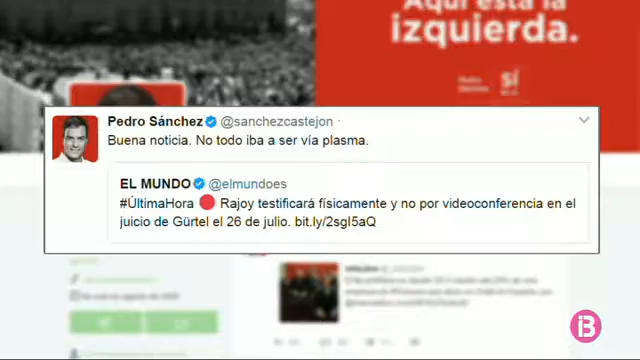 Aquí está la
izquierda.
sí
Pedro Sánchez @sanchezcastejon ·
Buena noticia. No todo iba a ser vía plasma.
EL MUNDO @elmundoes
#ÚltimaHora 🔴 Rajoy testificará físicamente y no por videoconferencia en el
juicio de Gürtel el 26 de julio. bit.ly/2sgI5aQ